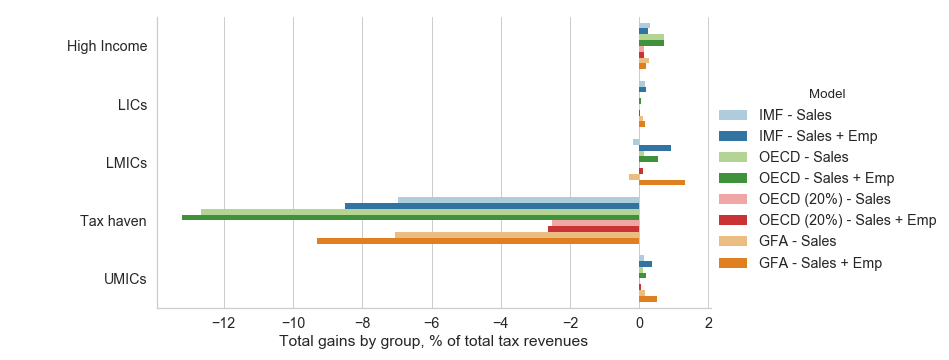 High Income
LICs
LMICs
Tax haven
UMICs
−12 −10 −8 −6 −4 −2 0 2
Total gains by group, % of total tax revenues
Model
IMF - Sales
IMF - Sales + Emp
OECD - Sales
OECD - Sales + Emp
OECD (20%) - Sales
OECD (20%) - Sales + Emp
GFA - Sales
GFA - Sales + Emp